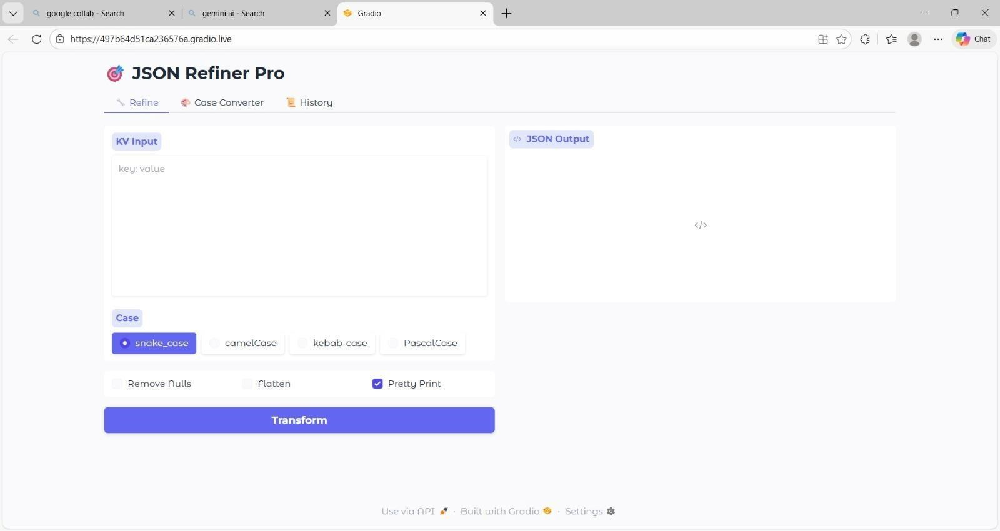 google collab - Search
gemini ai - Search
Gradio
https://497b64d51ca236576a.gradio.live
Chat
JSON Refiner Pro
Refine
Case Converter
History
KV Input
key: value
</> JSON Output
</>
Case
snake_case
camelCase
kebab-case
PascalCase
Remove Nulls
Flatten
Pretty Print
Transform
Use via API · Built with Gradio · Settings